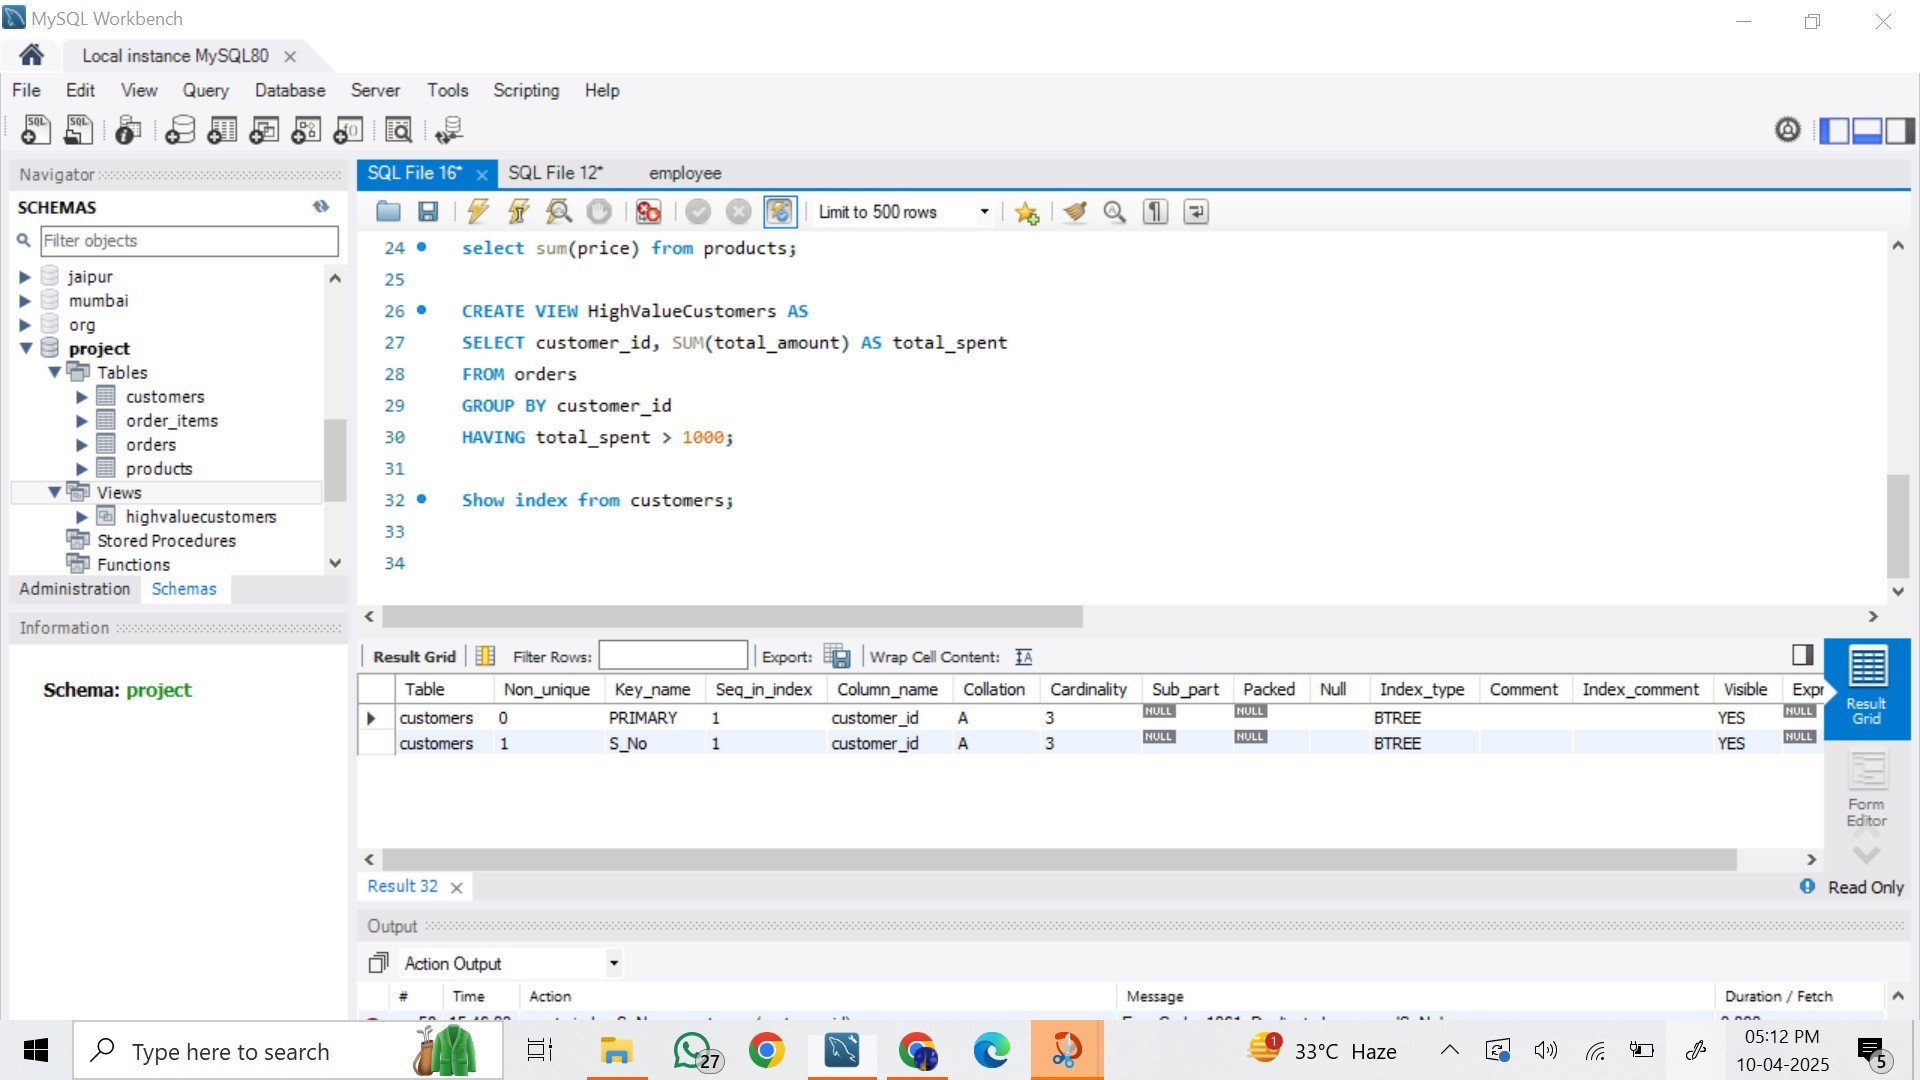 MySQL Workbench
Local instance MySQL80
File Edit View Query Database Server Tools Scripting Help
Navigator
SCHEMAS
Filter objects
jaipur
mumbai
org
project
Tables
customers
order_items
orders
products
Views
highvaluecustomers
Stored Procedures
Functions
Administration Schemas
Information
Schema: project
SQL File 16* SQL File 12* employee
Limit to 500 rows
24 select sum(price) from products;
25
26 CREATE VIEW HighValueCustomers AS
27 SELECT customer_id, SUM(total_amount) AS total_spent
28 FROM orders
29 GROUP BY customer_id
30 HAVING total_spent > 1000;
31
32 Show index from customers;
33
34
Result Grid Filter Rows: Export: Wrap Cell Content:
Table Non_unique Key_name Seq_in_index Column_name Collation Cardinality Sub_part Packed Null Index_type Comment Index_comment Visible Expr
customers 0 PRIMARY 1 customer_id A 3 NULL NULL BTREE YES NULL
customers 1 S_No 1 customer_id A 3 NULL NULL BTREE YES NULL
Result Grid
Form Editor
Result 32
Read Only
Output
Action Output
# Time Action Message Duration / Fetch
Type here to search
27
1
33°C Haze
05:12 PM
10-04-2025
5